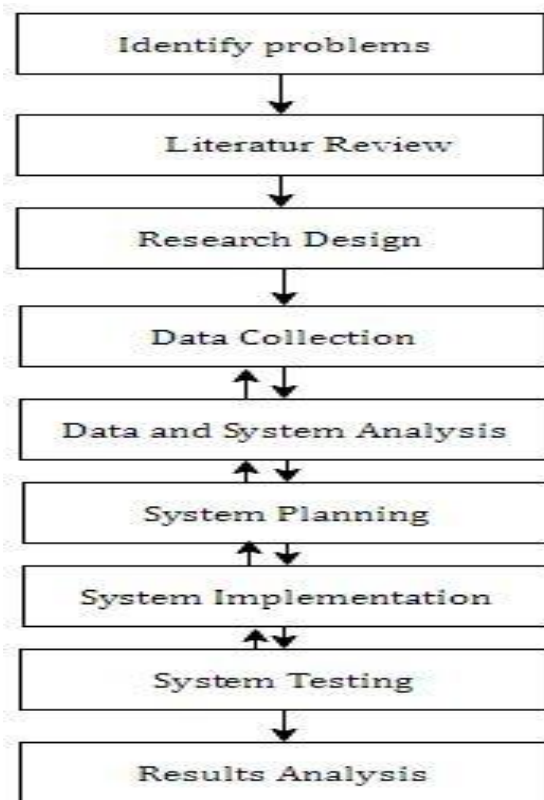 Identify problems
Literatur Review
Research Design
Data Collection
Data and System Analysis
System Planning
System Implementation
System Testing
Results Analysis